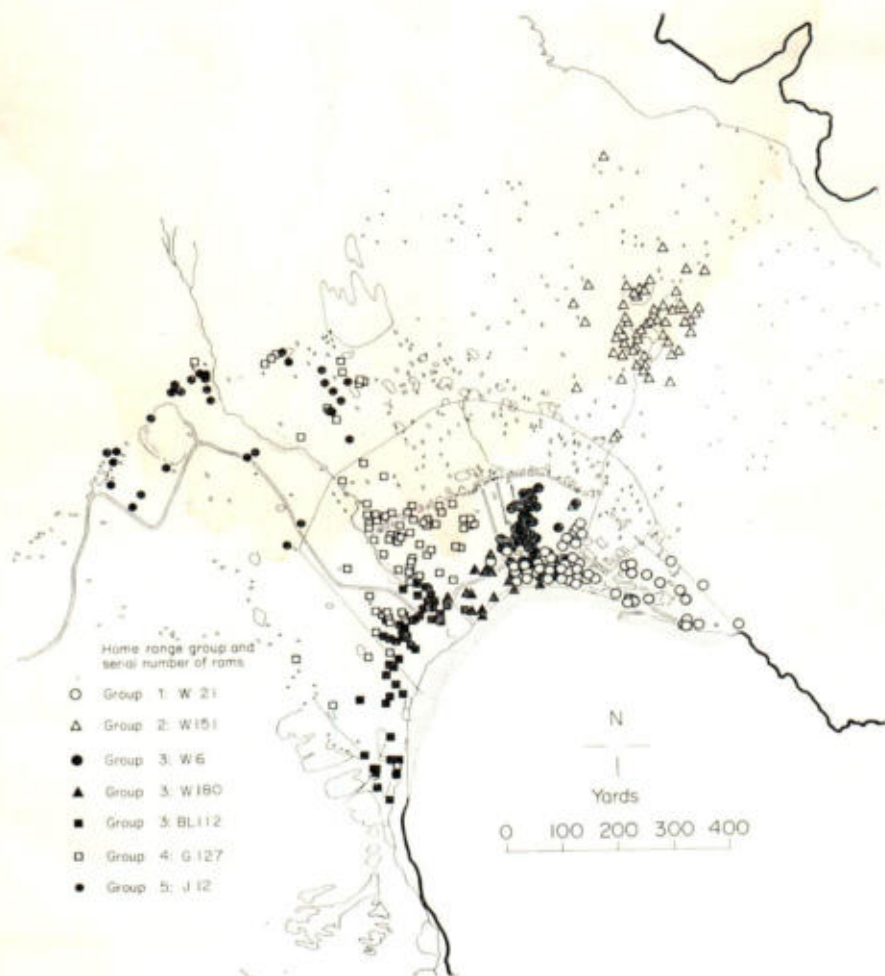 Home range group and
serial number of rams
Group 1: W 21
Group 2: W151
Group 3: W6
Group 3: W180
Group 3: BL112
Group 4: G.127
Group 5: J 12
N
Yards
0 100 200 300 400